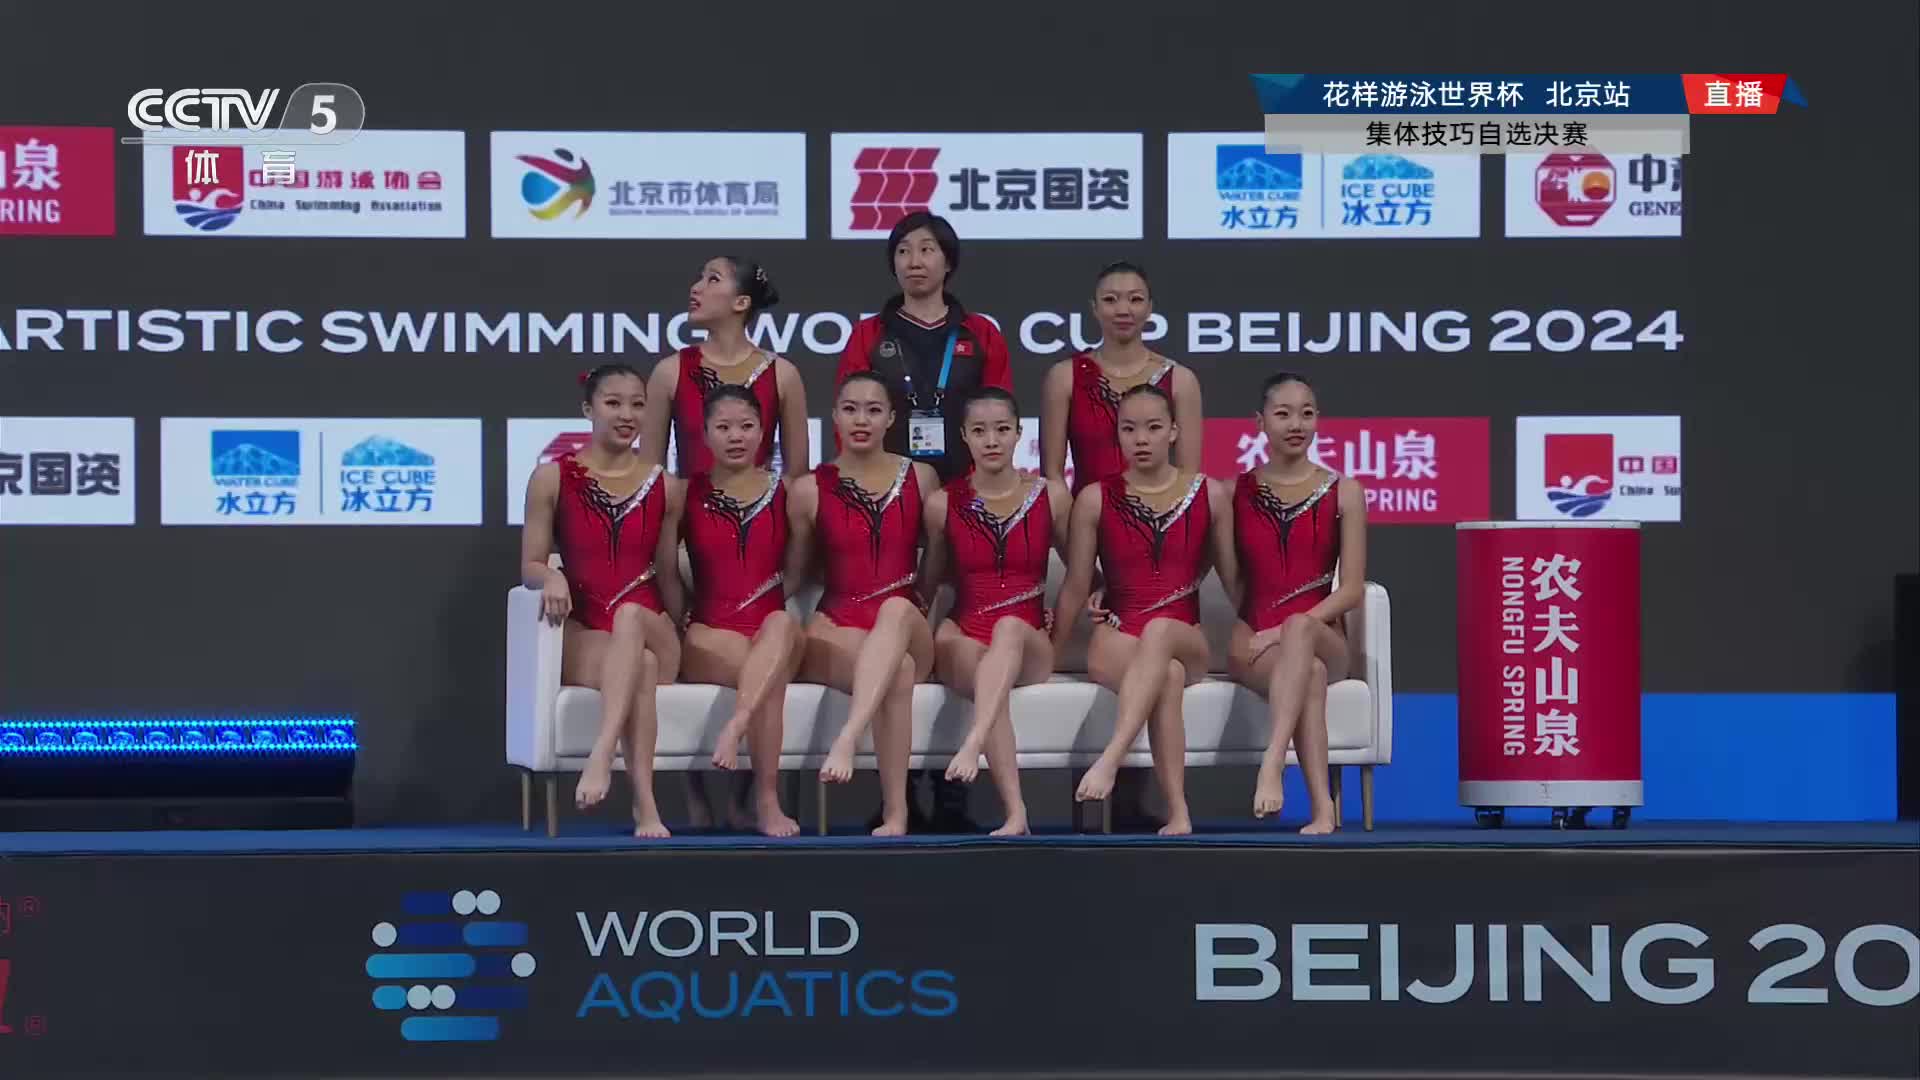 CCTV 5
体育
花样游泳世界杯 北京站
直播
集体技巧自选决赛
山泉
RING
中国游泳协会
China Swimming Association
北京市体育局
北京国资
WATER CUBE
水立方
ICE CUBE
冰立方
中意
GENE
ARTISTIC SWIMMING WORLD CUP BEIJING 2024
京国资
WATER CUBE
水立方
ICE CUBE
冰立方
农夫山泉
SPRING
中国
China Su
农夫山泉
NONGFU SPRING
WORLD
AQUATICS
BEIJING 20